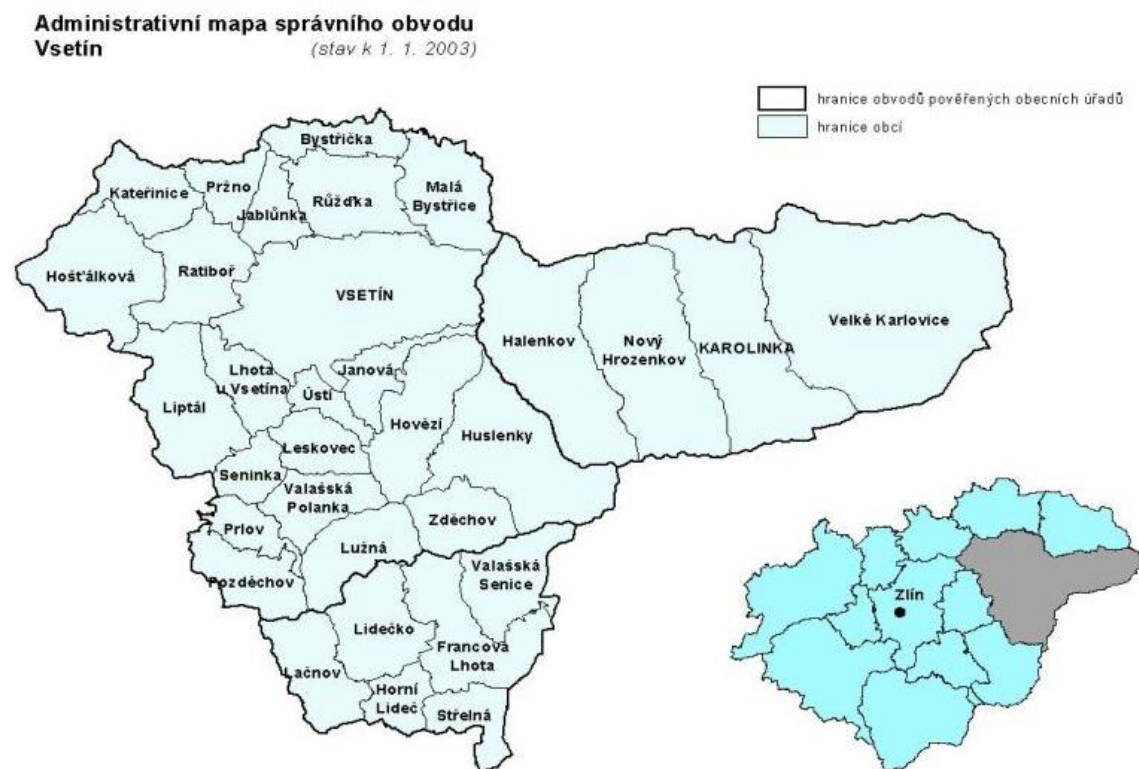 Administrativní mapa správního obvodu
Vsetín (stav k 1. 1. 2003)
hranice obvodů pověřených obecních úřadů
hranice obcí
Bystřička
Kateřinice
Pržno
Jablůnka
Růžďka
Malá
Bystřice
Hošťálková
Ratiboř
VSETÍN
Halenkov
Nový
Hrozenkov
KAROLINKA
Velké Karlovice
Lhota
u Vsetína
Janová
Ústí
Liptál
Hovězí
Huslenky
Leskovec
Seninka
Valašská
Polanka
Prlov
Zděchov
Lužná
Pozděchov
Valašská
Senice
Lidečko
Francova
Lhota
Lačnov
Horní
Lideč
Střelná
Zlín